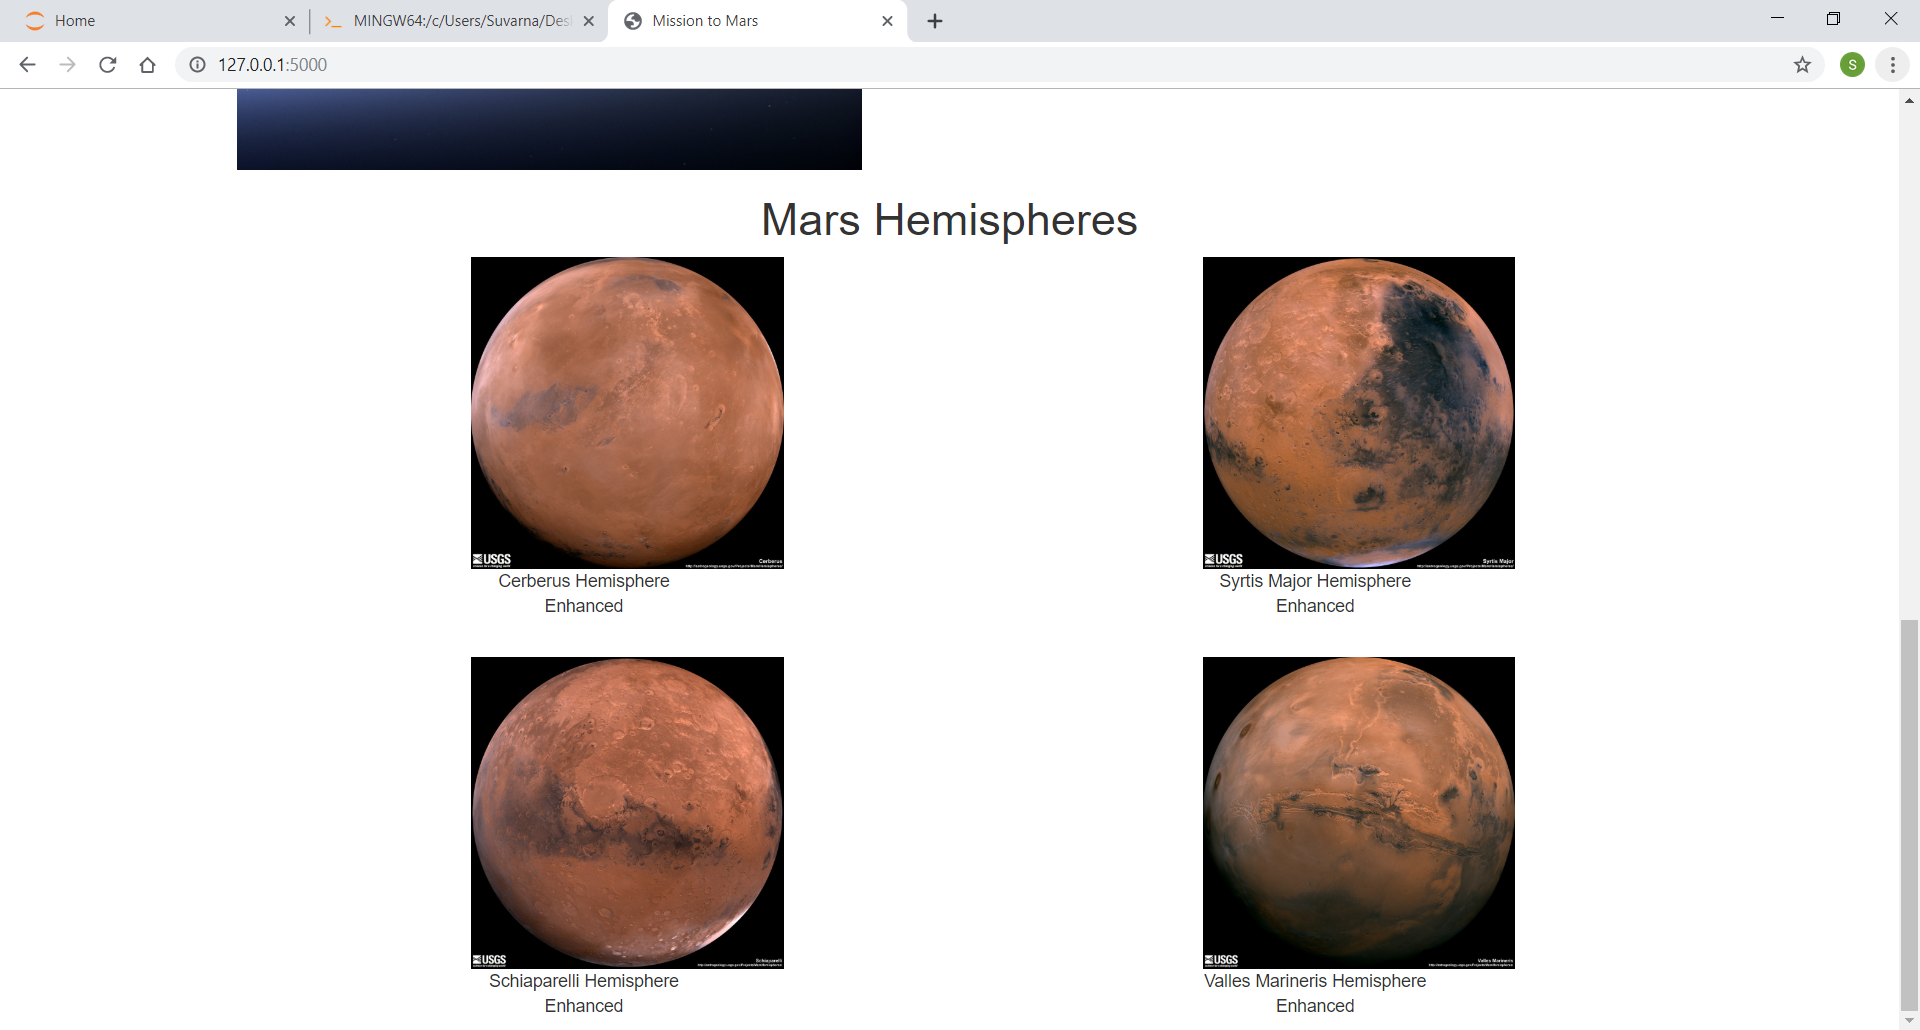 Home
MINGW64:/c/Users/Suvarna/Des
Mission to Mars
127.0.0.1:5000
S
Mars Hemispheres
USGS
Cerberus
USGS
Syrtis Major
Cerberus Hemisphere
Enhanced
Syrtis Major Hemisphere
Enhanced
USGS
Schiaparelli
USGS
Valles Marineris
Schiaparelli Hemisphere
Enhanced
Valles Marineris Hemisphere
Enhanced